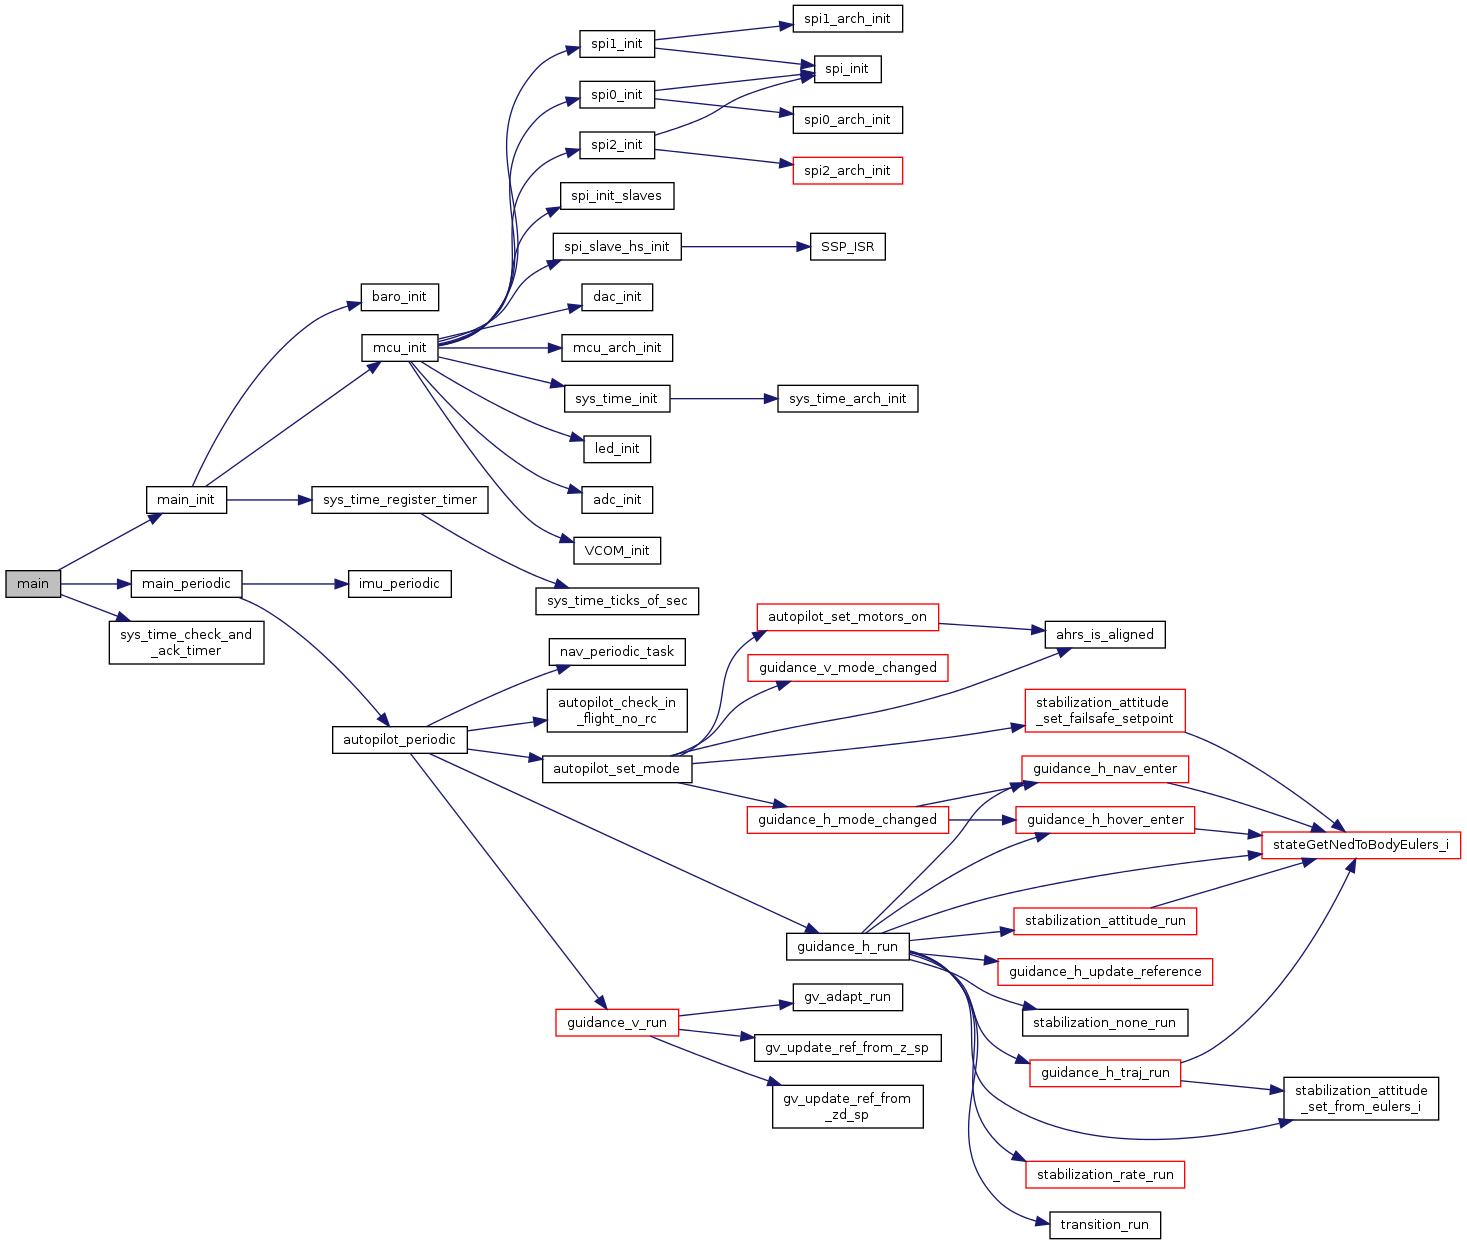 spi1_arch_init
spi1_init
spi_init
spi0_init
spi0_arch_init
spi2_init
spi2_arch_init
spi_init_slaves
spi_slave_hs_init
SSP_ISR
baro_init
dac_init
mcu_init
mcu_arch_init
sys_time_init
sys_time_arch_init
led_init
main_init
sys_time_register_timer
adc_init
VCOM_init
main
main_periodic
imu_periodic
sys_time_ticks_of_sec
sys_time_check_and
_ack_timer
autopilot_set_motors_on
ahrs_is_aligned
nav_periodic_task
guidance_v_mode_changed
autopilot_check_in
_flight_no_rc
stabilization_attitude
_set_failsafe_setpoint
autopilot_periodic
autopilot_set_mode
guidance_h_nav_enter
guidance_h_mode_changed
guidance_h_hover_enter
stateGetNedToBodyEulers_i
stabilization_attitude_run
guidance_h_run
guidance_h_update_reference
gv_adapt_run
guidance_v_run
stabilization_none_run
gv_update_ref_from_z_sp
guidance_h_traj_run
gv_update_ref_from
_zd_sp
stabilization_attitude
_set_from_eulers_i
stabilization_rate_run
transition_run